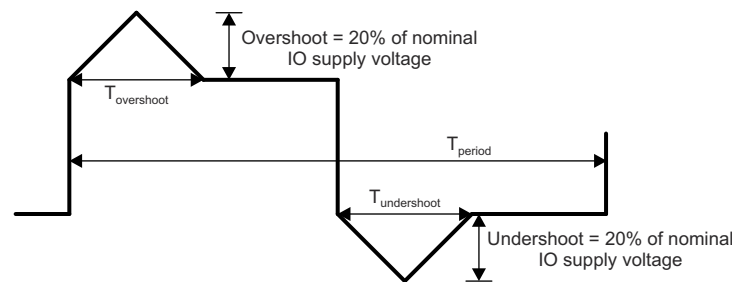 Overshoot = 20% of nominal
IO supply voltage
Tovershoot
Tperiod
Tundershoot
Undershoot = 20% of nominal
IO supply voltage